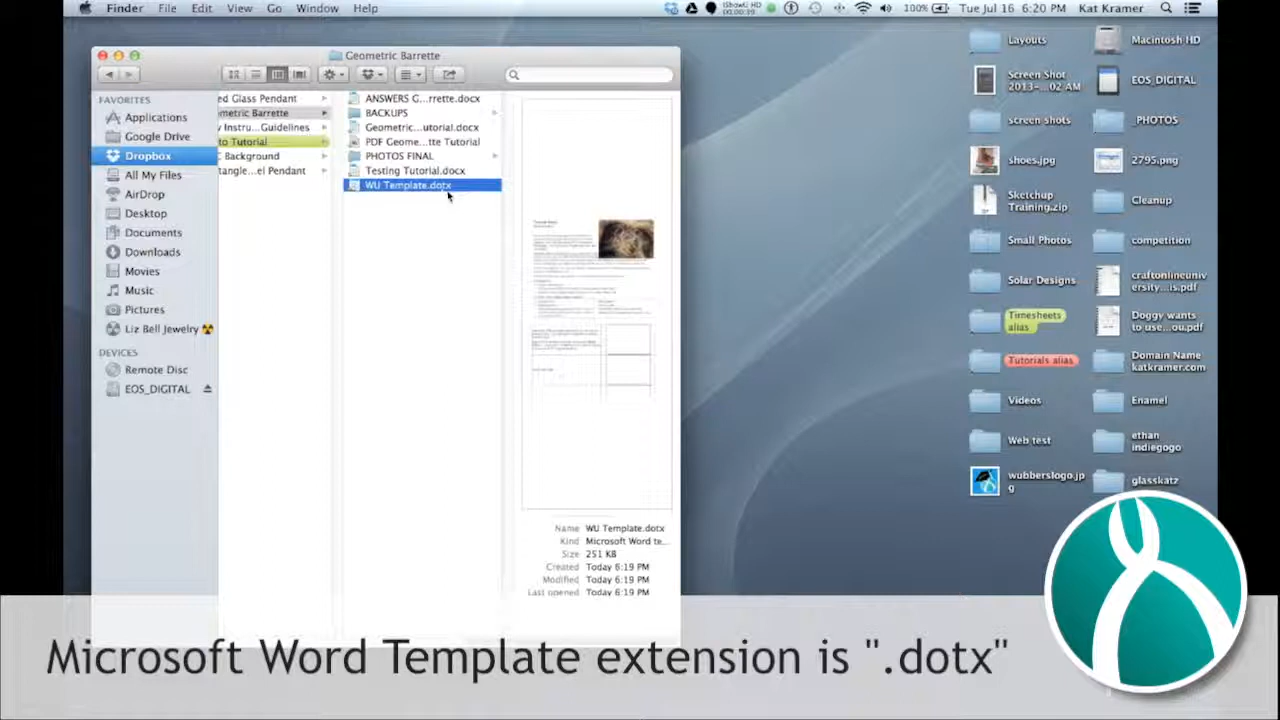 Finder File Edit View Go Window Help
100% Tue Jul 16 6:20 PM Kat Kramer
Geometric Barrette
FAVORITES
Applications
Google Drive
Dropbox
All My Files
AirDrop
Desktop
Documents
Downloads
Movies
Music
Pictures
Liz Bell Jewelry
DEVICES
Remote Disc
EOS_DIGITAL
ed Glass Pendant
metric Barrette
y Instru...Guidelines
to Tutorial
C Background
tangle...el Pendant
ANSWERS G...rrette.docx
BACKUPS
Geometric...utorial.docx
PDF Geome...tte Tutorial
PHOTOS FINAL
Testing Tutorial.docx
WU Template.dotx
Name WU Template.dotx
Kind Microsoft Word te...
Size 251 KB
Created Today 6:19 PM
Modified Today 6:19 PM
Last opened Today 6:19 PM
Layouts
Screen Shot
2013-...02 AM
screen shots
shoes.jpg
Sketchup
Training.zip
Small Photos
Solar Designs
Timesheets
alias
Tutorials alias
Videos
Web test
wubberslogo.jp
g
Macintosh HD
EOS_DIGITAL
_PHOTOS
2795.png
Cleanup
competition
craftonlineuniv
ersity...is.pdf
Doggy wants
to use...ou.pdf
Domain Name
katkramer.com
Enamel
ethan
indiegogo
glasskatz
Microsoft Word Template extension is ".dotx"